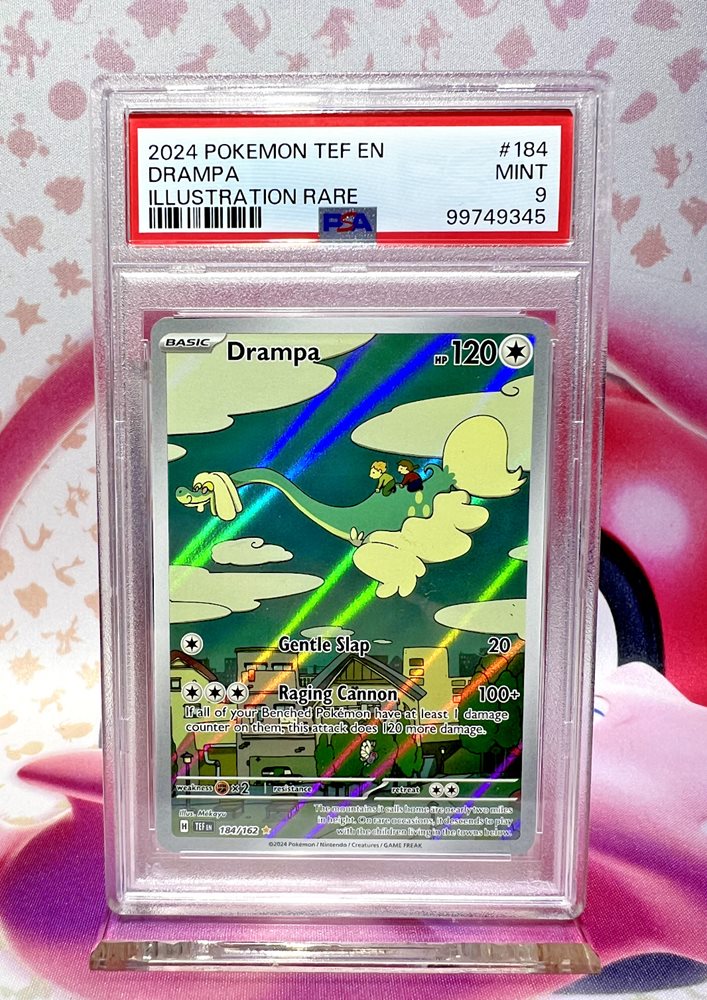 2024 POKEMON TEF EN #184
DRAMPA MINT
ILLUSTRATION RARE 9
PSA 99749345
BASIC Drampa HP 120
Gentle Slap 20
Raging Cannon 100+
If all of your Benched Pokémon have at least 1 damage
counter on them, this attack does 120 more damage.
weakness ×2 resistance retreat
Illus. Mékayu
The mountains it calls home are nearly two miles
in height. On rare occasions, it descends to
play with the children living in the towns below.
H TEF EN 184/162
©2024 Pokémon / Nintendo / Creatures / GAME FREAK